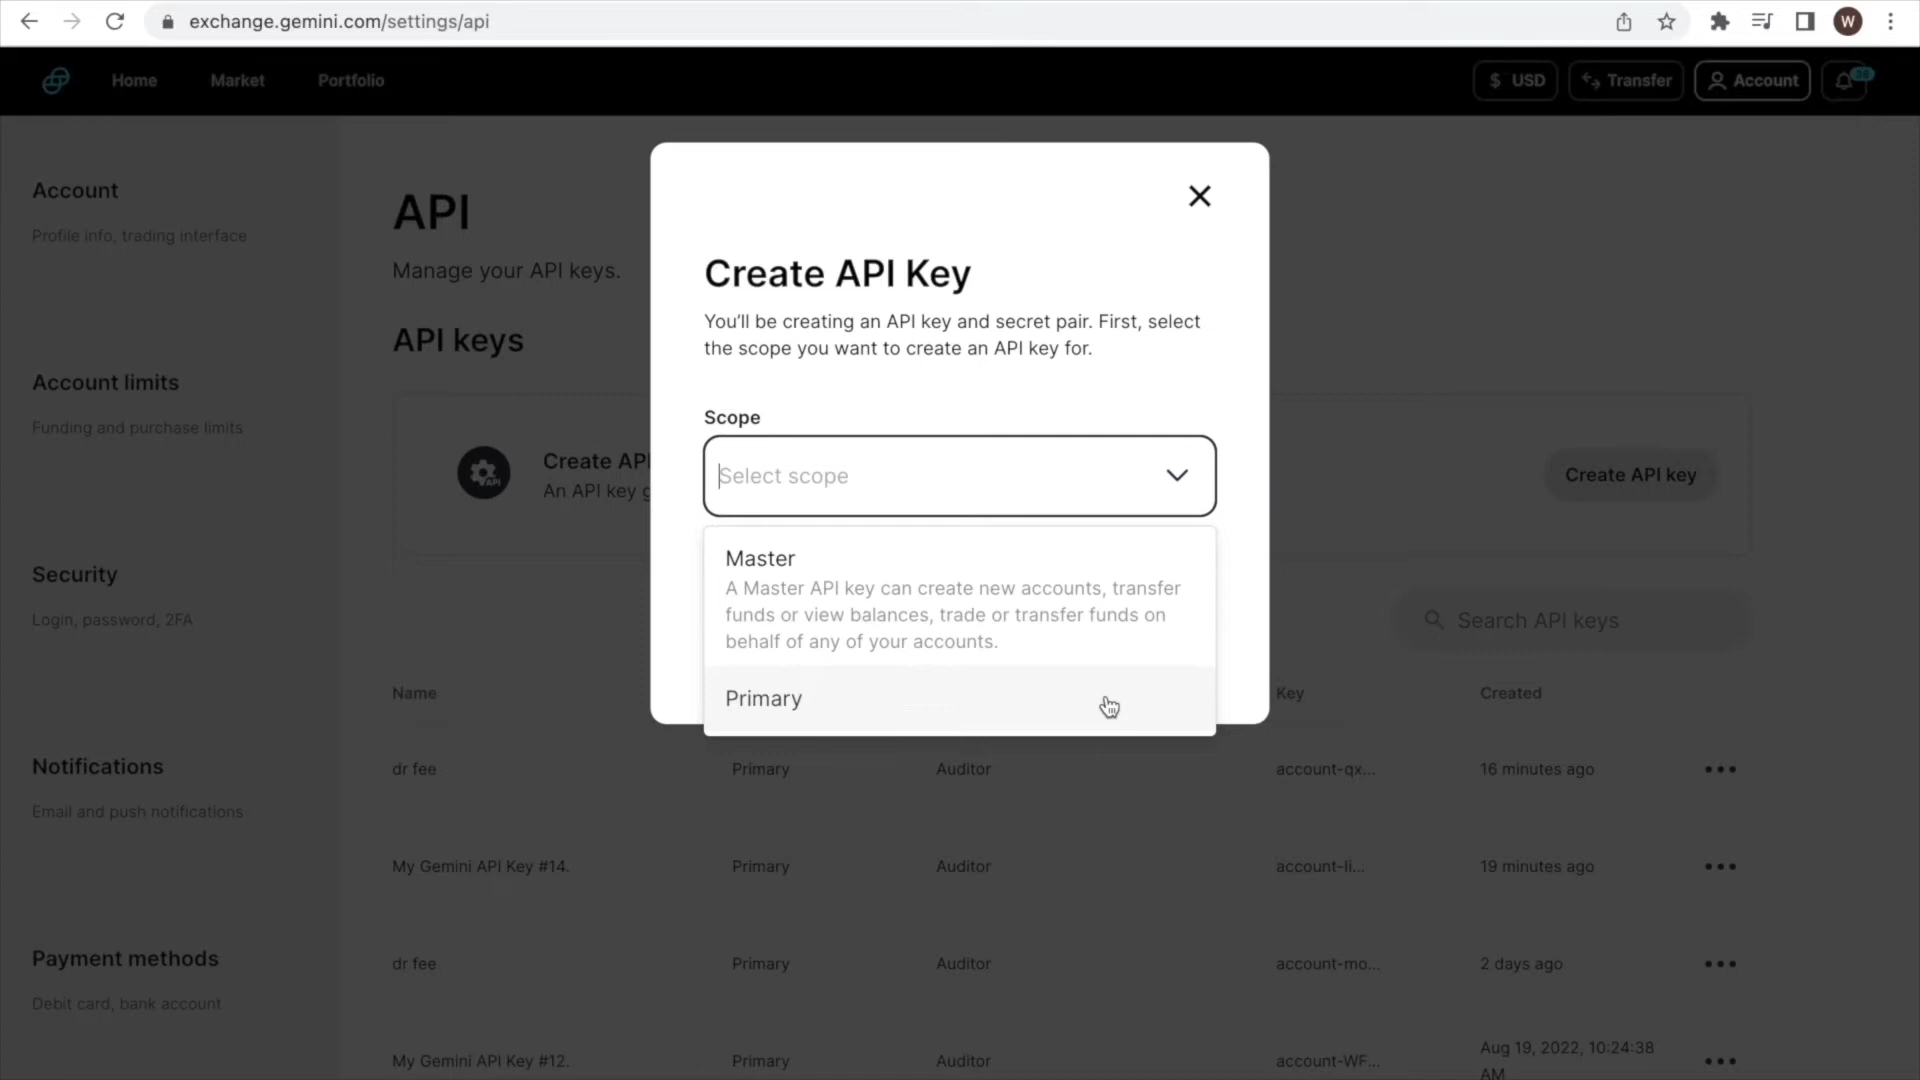 exchange.gemini.com/settings/api
W
Home
Market
Portfolio
$ USD
Transfer
Account
Account
Profile info, trading interface
Account limits
Funding and purchase limits
Security
Login, password, 2FA
Notifications
Email and push notifications
Payment methods
Debit card, bank account
API
Manage your API keys.
API keys
API
Create API
An API key g
Create API key
Search API keys
Create API Key
You'll be creating an API key and secret pair. First, select
the scope you want to create an API key for.
Scope
Select scope
Master
A Master API key can create new accounts, transfer
funds or view balances, trade or transfer funds on
behalf of any of your accounts.
Primary
Name
Key
Created
dr fee
Primary
Auditor
account-qx...
16 minutes ago
My Gemini API Key #14.
Primary
Auditor
account-li...
19 minutes ago
dr fee
Primary
Auditor
account-mo...
2 days ago
My Gemini API Key #12.
Primary
Auditor
account-WF...
Aug 19, 2022, 10:24:38
AM